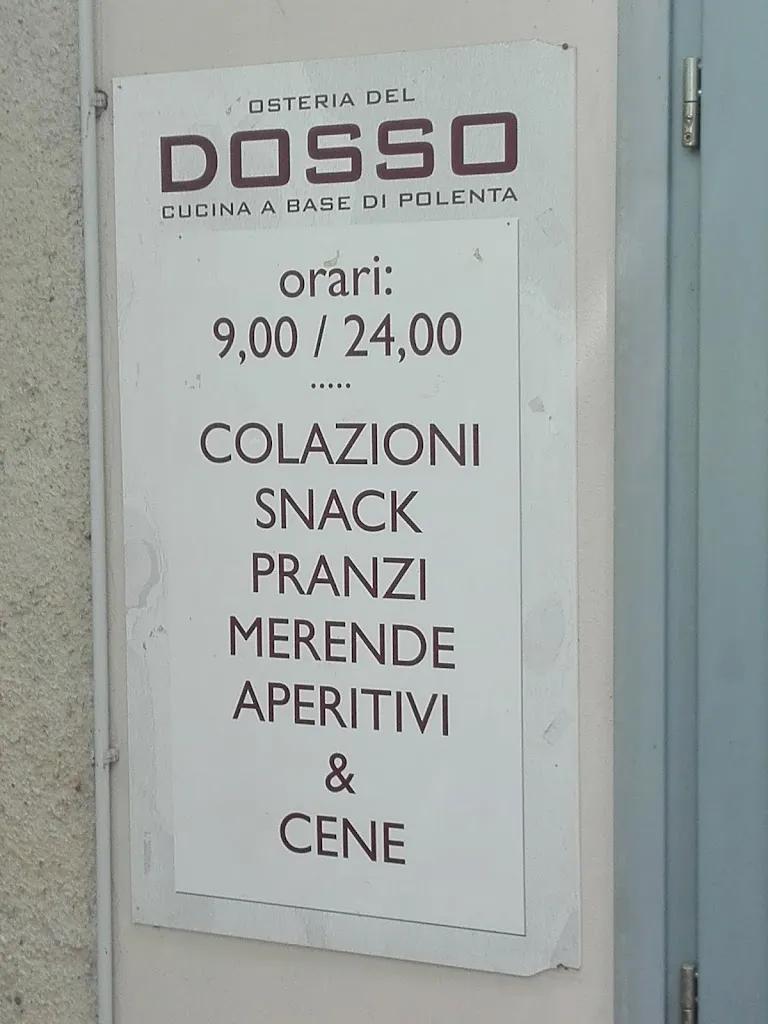 OSTERIA DEL
DOSSO
CUCINA A BASE DI POLENTA
orari:
9,00 / 24,00
.....
COLAZIONI
SNACK
PRANZI
MERENDE
APERITIVI
&
CENE